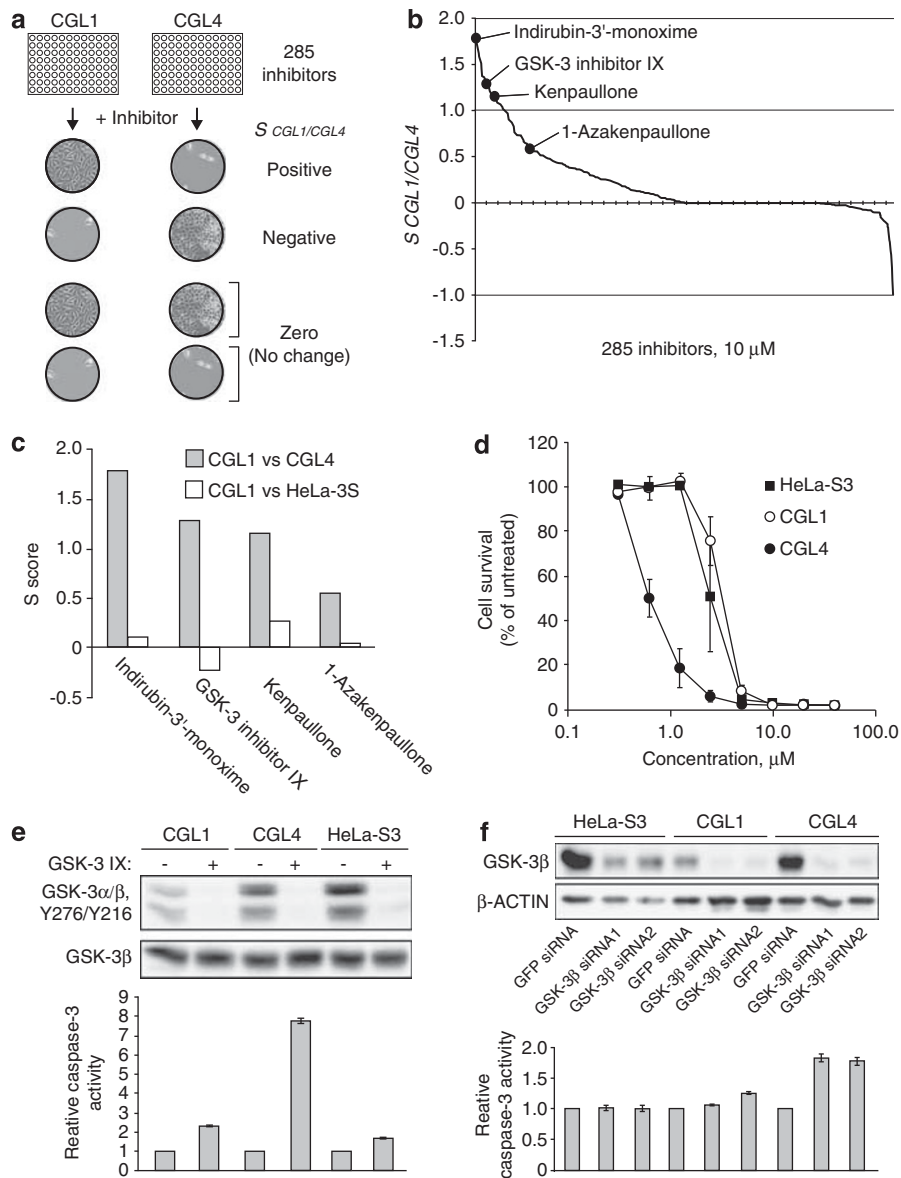 a
CGL1 CGL4
285
inhibitors
+ Inhibitor
S CGL1/CGL4
Positive
Negative
Zero
(No change)
b
S CGL1/CGL4
2.0
1.5
1.0
0.5
0
-0.5
-1.0
-1.5
Indirubin-3'-monoxime
GSK-3 inhibitor IX
Kenpaullone
1-Azakenpaullone
285 inhibitors, 10 μM
c
S score
2.0
1.5
1.0
0.5
0
-0.5
CGL1 vs CGL4
CGL1 vs HeLa-3S
Indirubin-3'-monoxime
GSK-3 inhibitor IX
Kenpaullone
1-Azakenpaullone
d
Cell survival
(% of untreated)
120
100
80
60
40
20
0
HeLa-S3
CGL1
CGL4
0.1 1.0 10.0 100.0
Concentration, μM
e
CGL1 CGL4 HeLa-S3
GSK-3 IX: - + - + - +
GSK-3α/β,
Y276/Y216
GSK-3β
Reletive caspase-3
activity
9
8
7
6
5
4
3
2
1
0
f
HeLa-S3 CGL1 CGL4
GSK-3β
β-ACTIN
GFP siRNA
GSK-3β siRNA1
GSK-3β siRNA2
GFP siRNA
GSK-3β siRNA1
GSK-3β siRNA2
GFP siRNA
GSK-3β siRNA1
GSK-3β siRNA2
Reative
caspase-3 activity
2.0
1.5
1.0
0.5
0